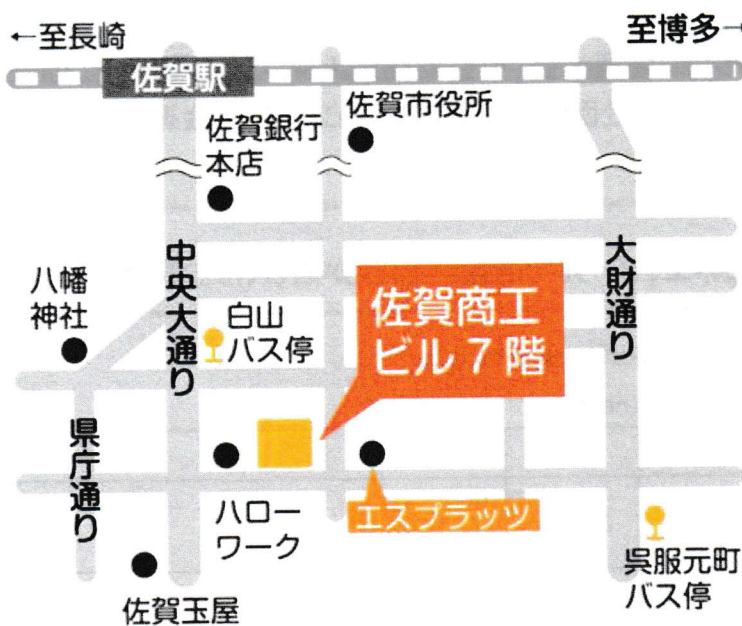 ←至長崎
至博多→
佐賀駅
佐賀市役所
佐賀銀行
本店
中央大通り
大財通り
八幡
神社
白山
バス停
佐賀商工
ビル7階
県庁通り
ハロー
ワーク
エスプラッツ
呉服元町
バス停
佐賀玉屋